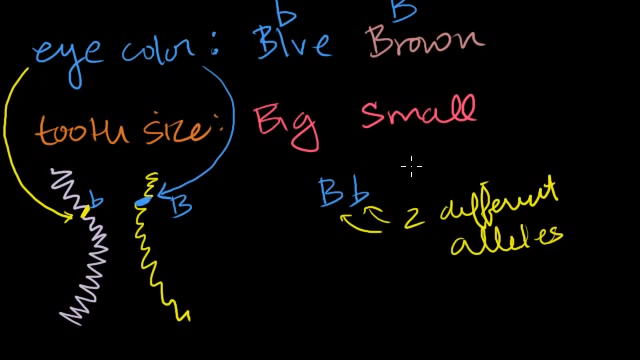 b B
eye color: Blue Brown
tooth size: Big small
b B
Bb
2 different
alleles